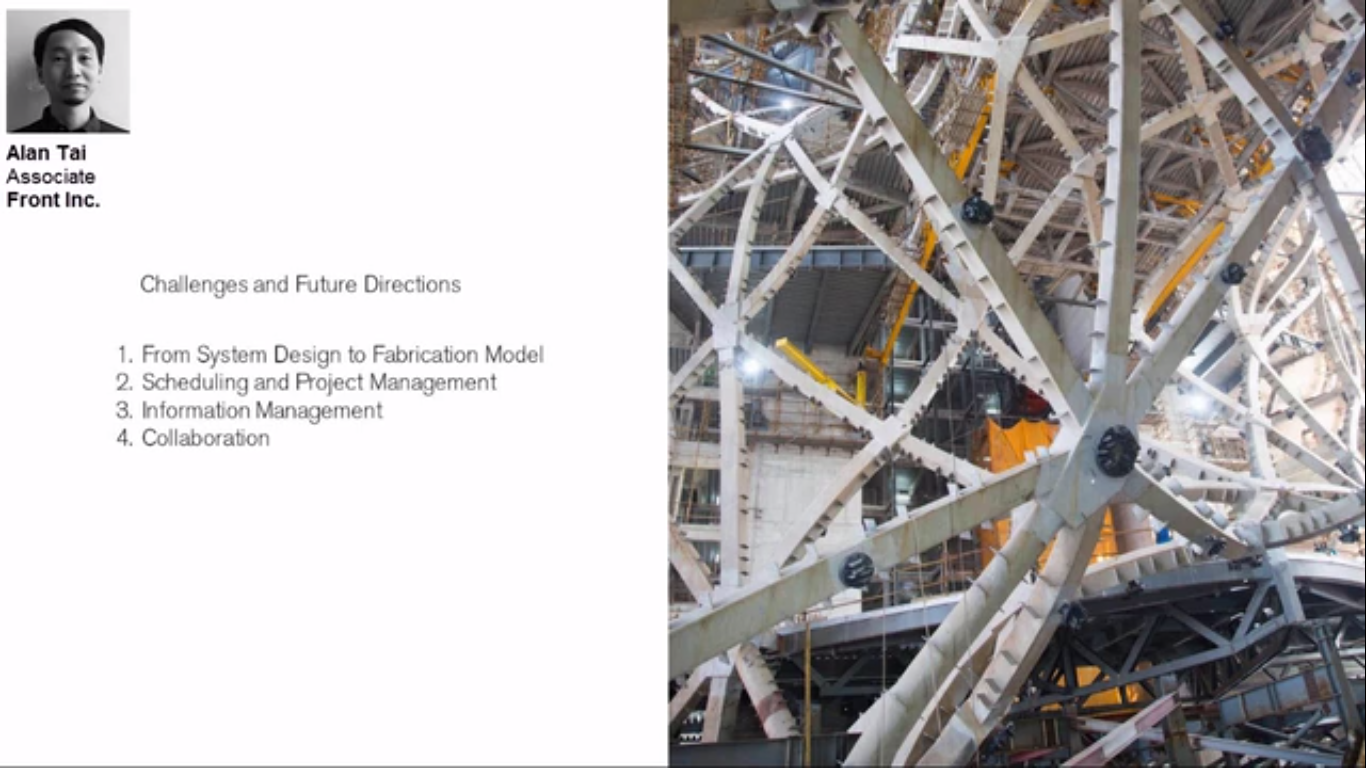 Alan Tai
Associate
Front Inc.
Challenges and Future Directions
1. From System Design to Fabrication Model
2. Scheduling and Project Management
3. Information Management
4. Collaboration